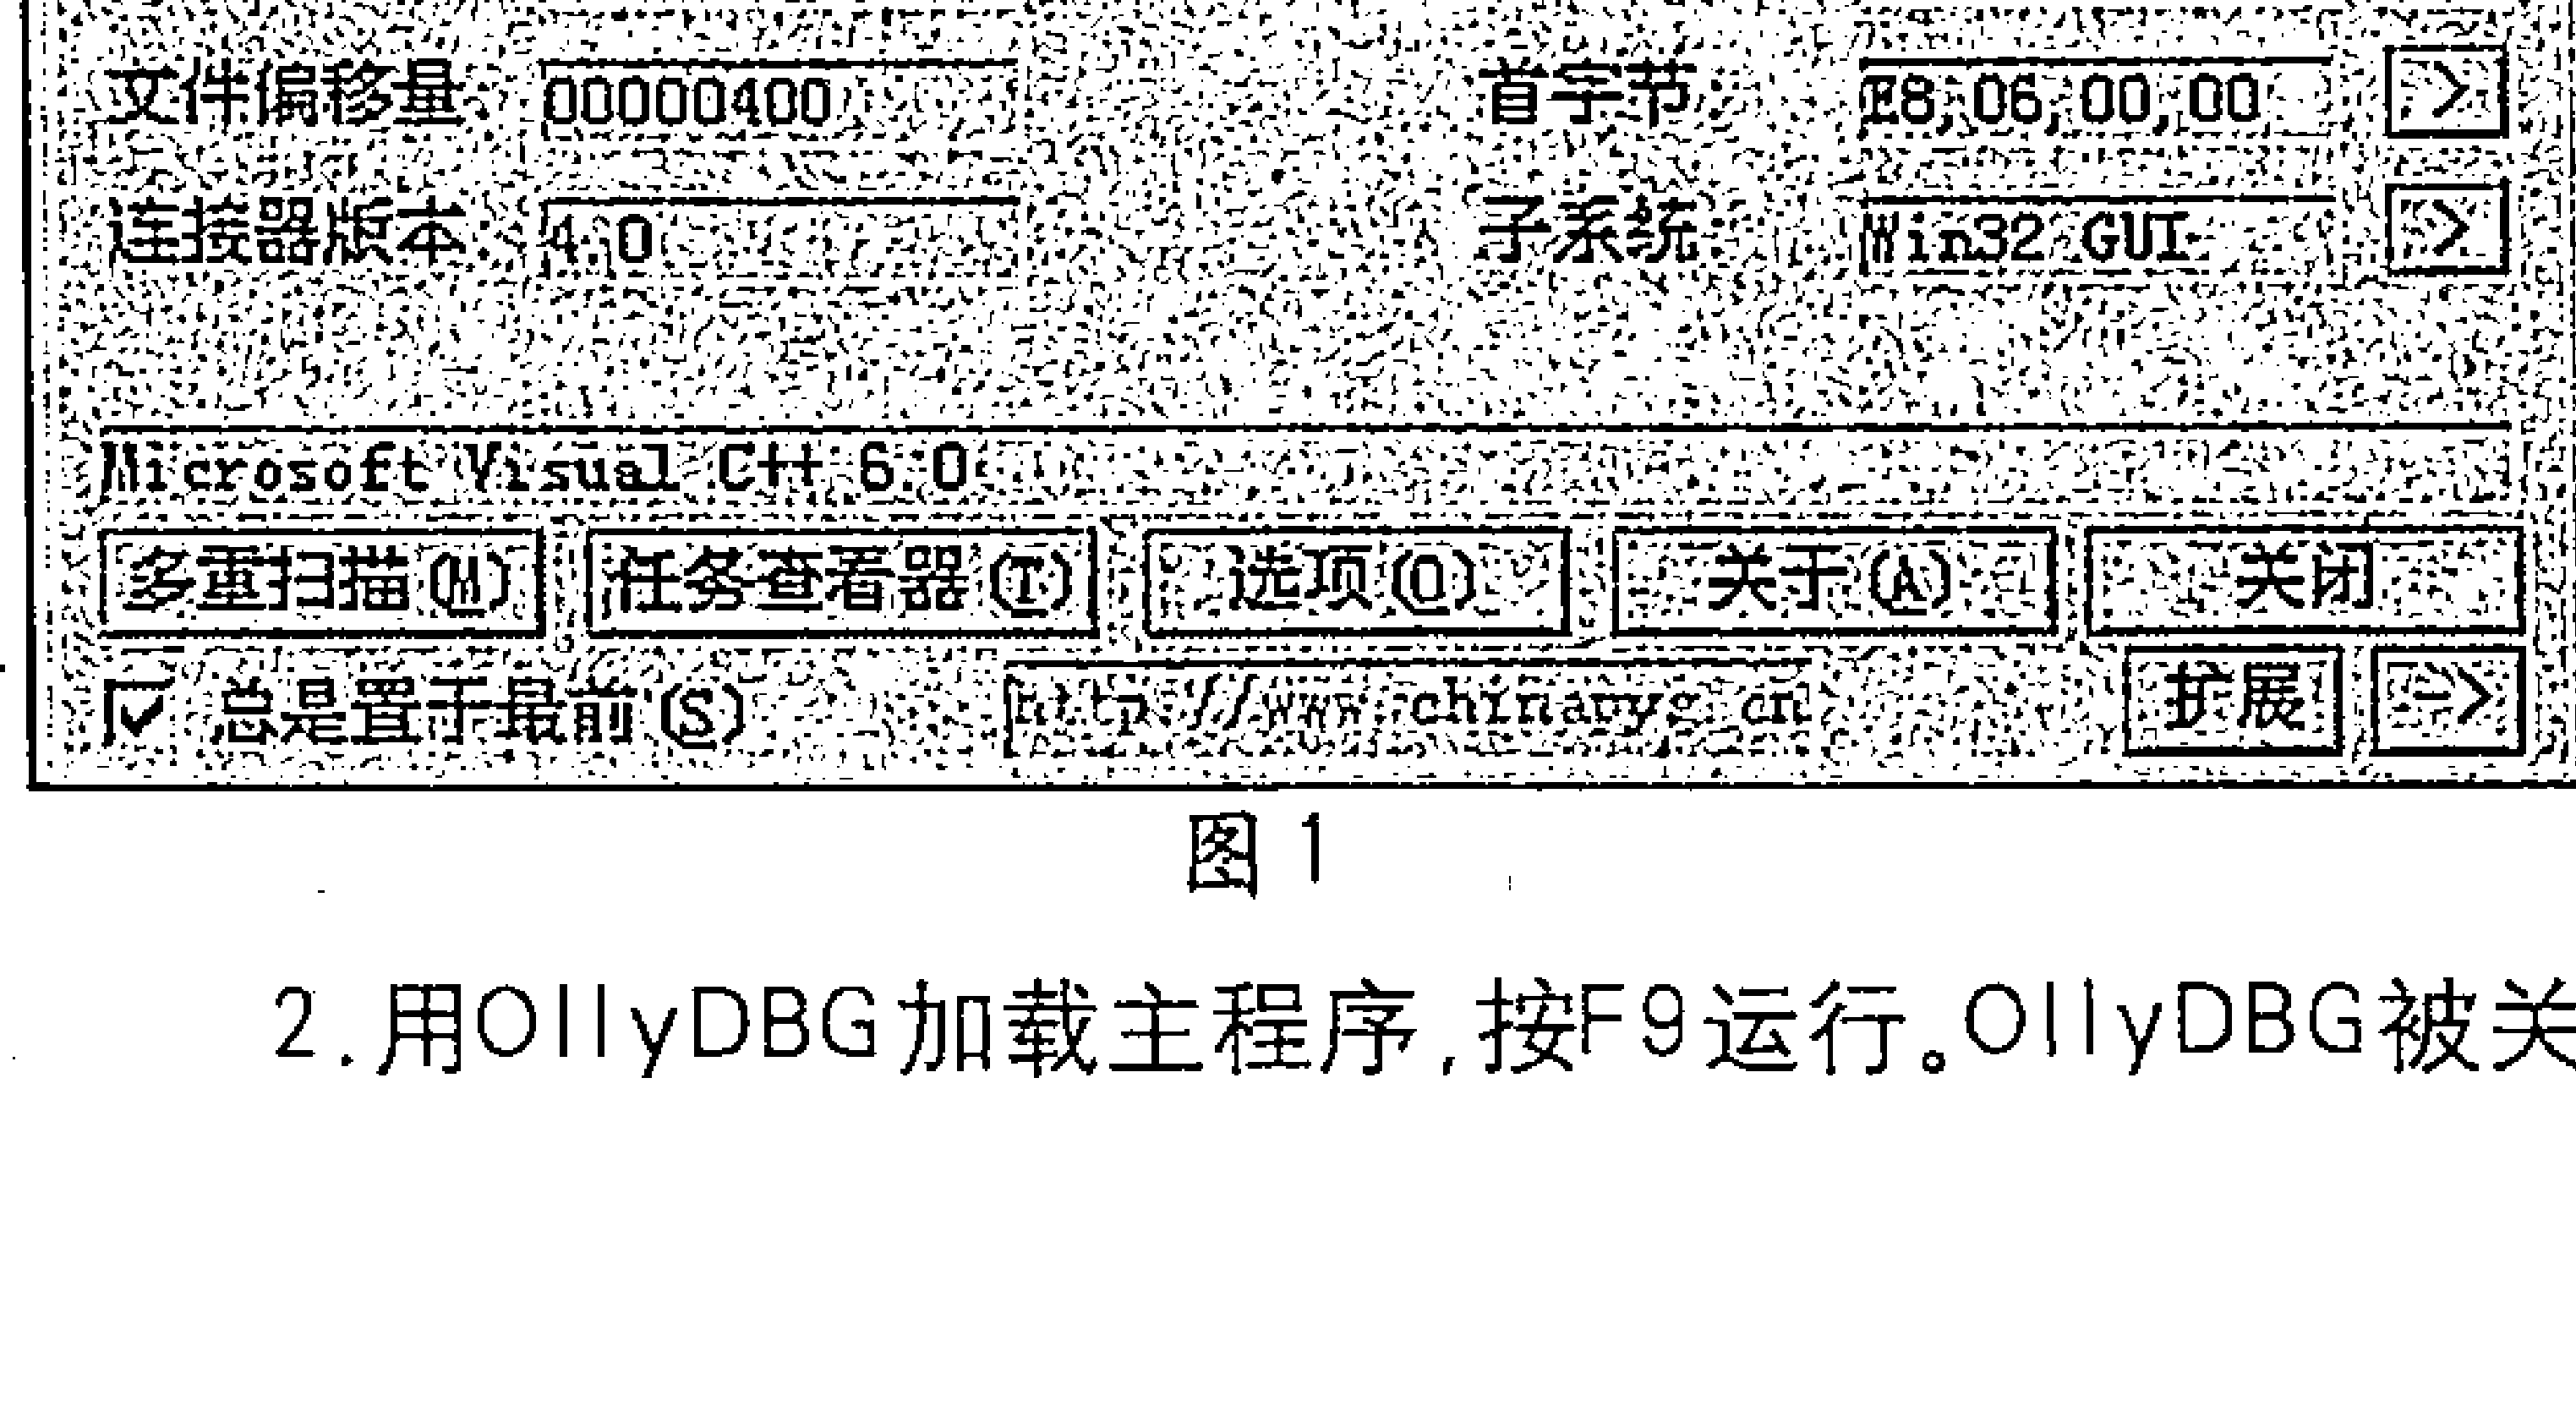 文件偏移量: 00000400 首字节: E8,06,00,00 >
连接器版本: 4.0 子系统: Win32 GUI >
Microsoft Visual C++ 6.0
多重扫描(M) 任务查看器(T) 选项(O) 关于(A) 关闭
总是置于最前(S) http://www.chinapyg.cn 扩展 ->
图1
2.用OllyDBG加载主程序,按F9运行。OllyDBG被关